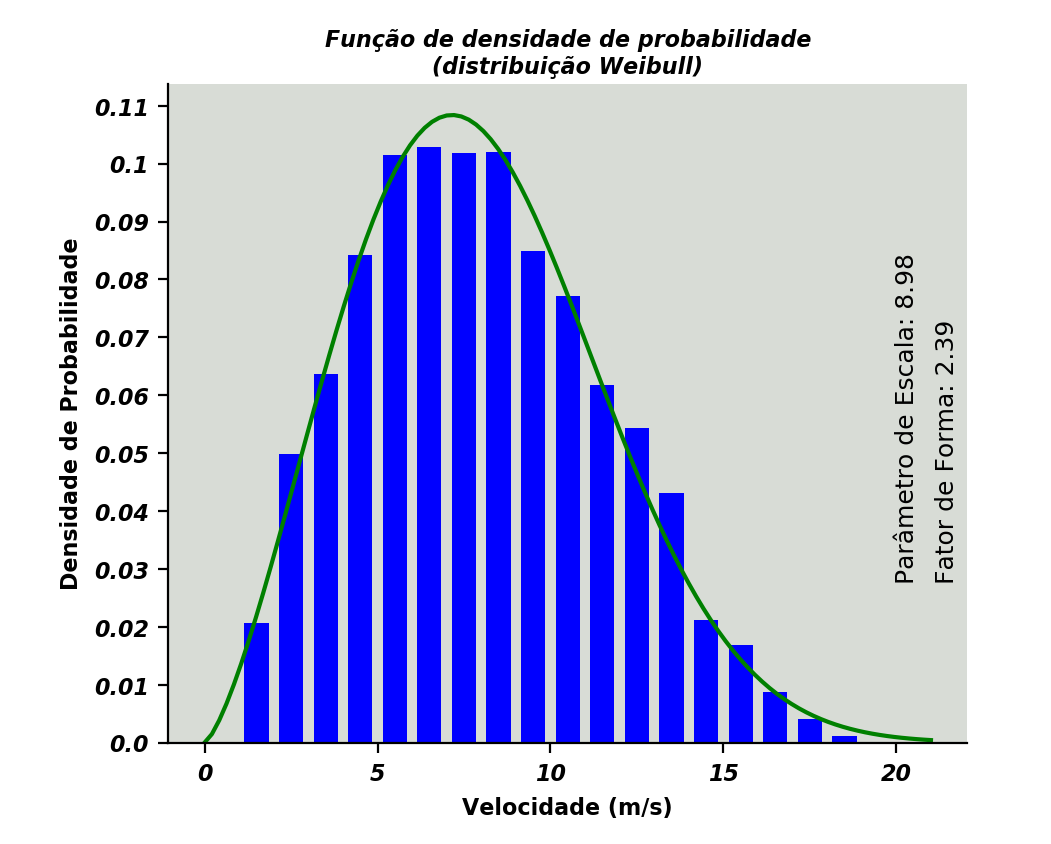 Função de densidade de probabilidade
(distribuição Weibull)
0.11
0.1
0.09
0.08
0.07
0.06
0.05
0.04
0.03
0.02
0.01
0.0
Densidade de Probabilidade
Parâmetro de Escala: 8.98
Fator de Forma: 2.39
0
5
10
15
20
Velocidade (m/s)